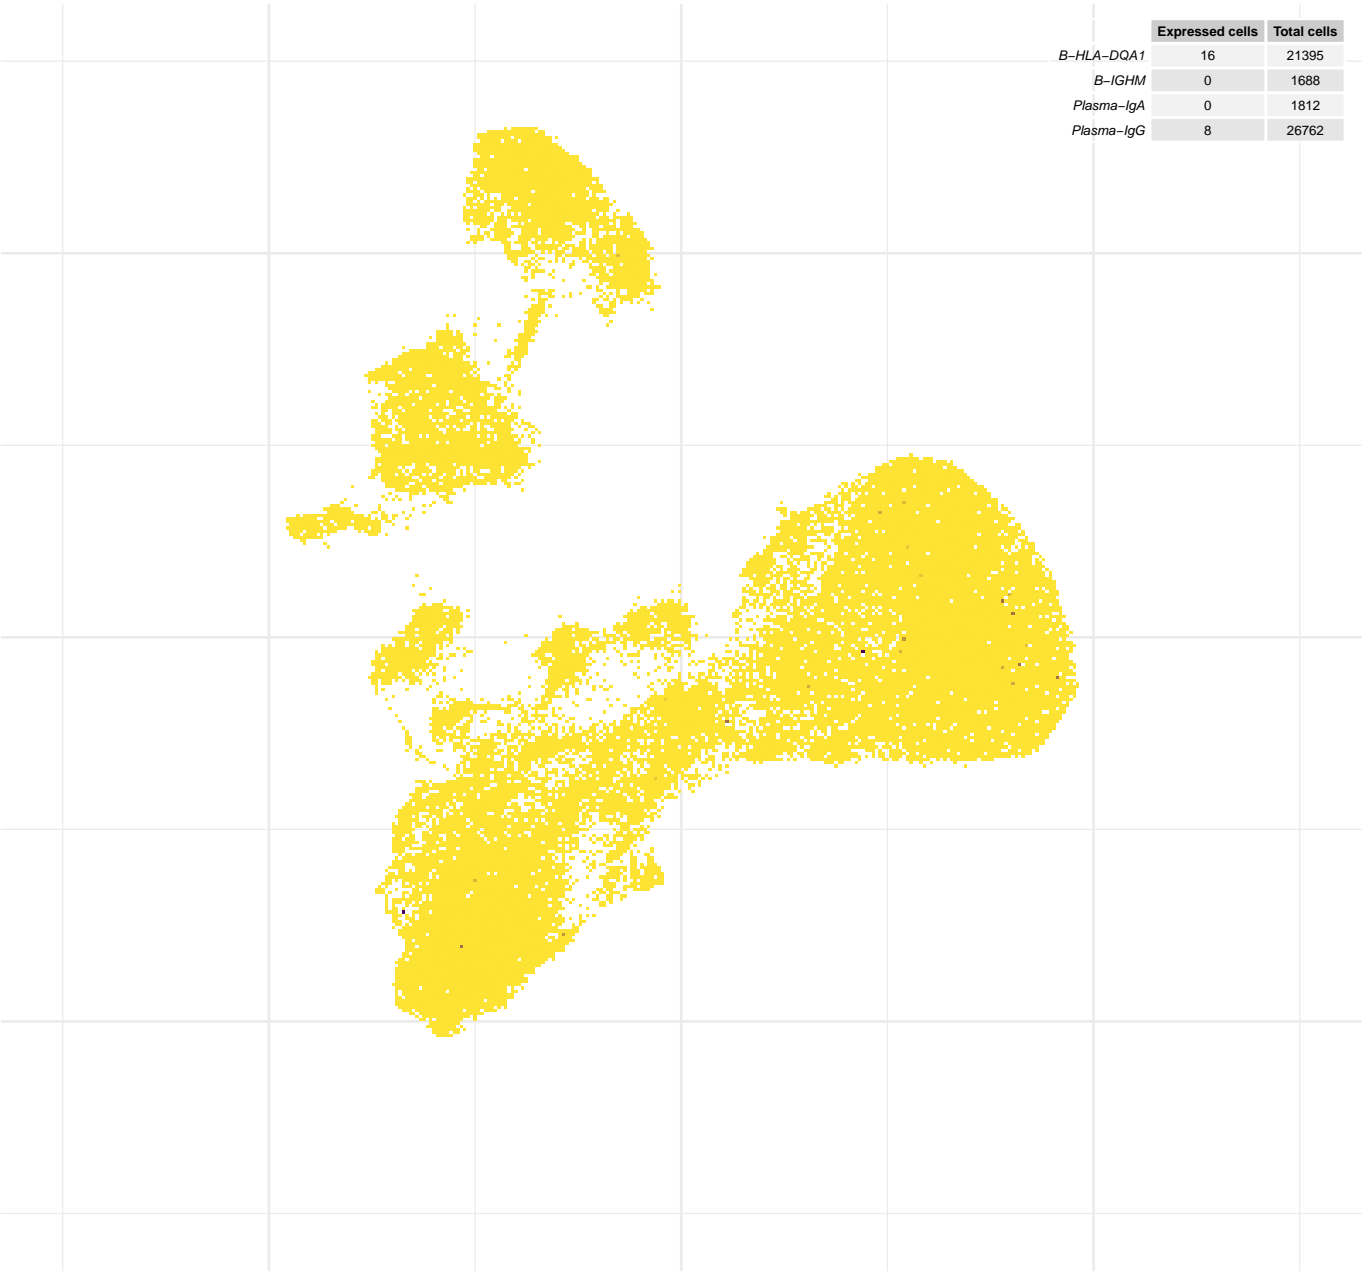 Expressed cells Total cells
B−HLA−DQA1 16 21395
B−IGHM 0 1688
Plasma−IgA 0 1812
Plasma−IgG 8 26762